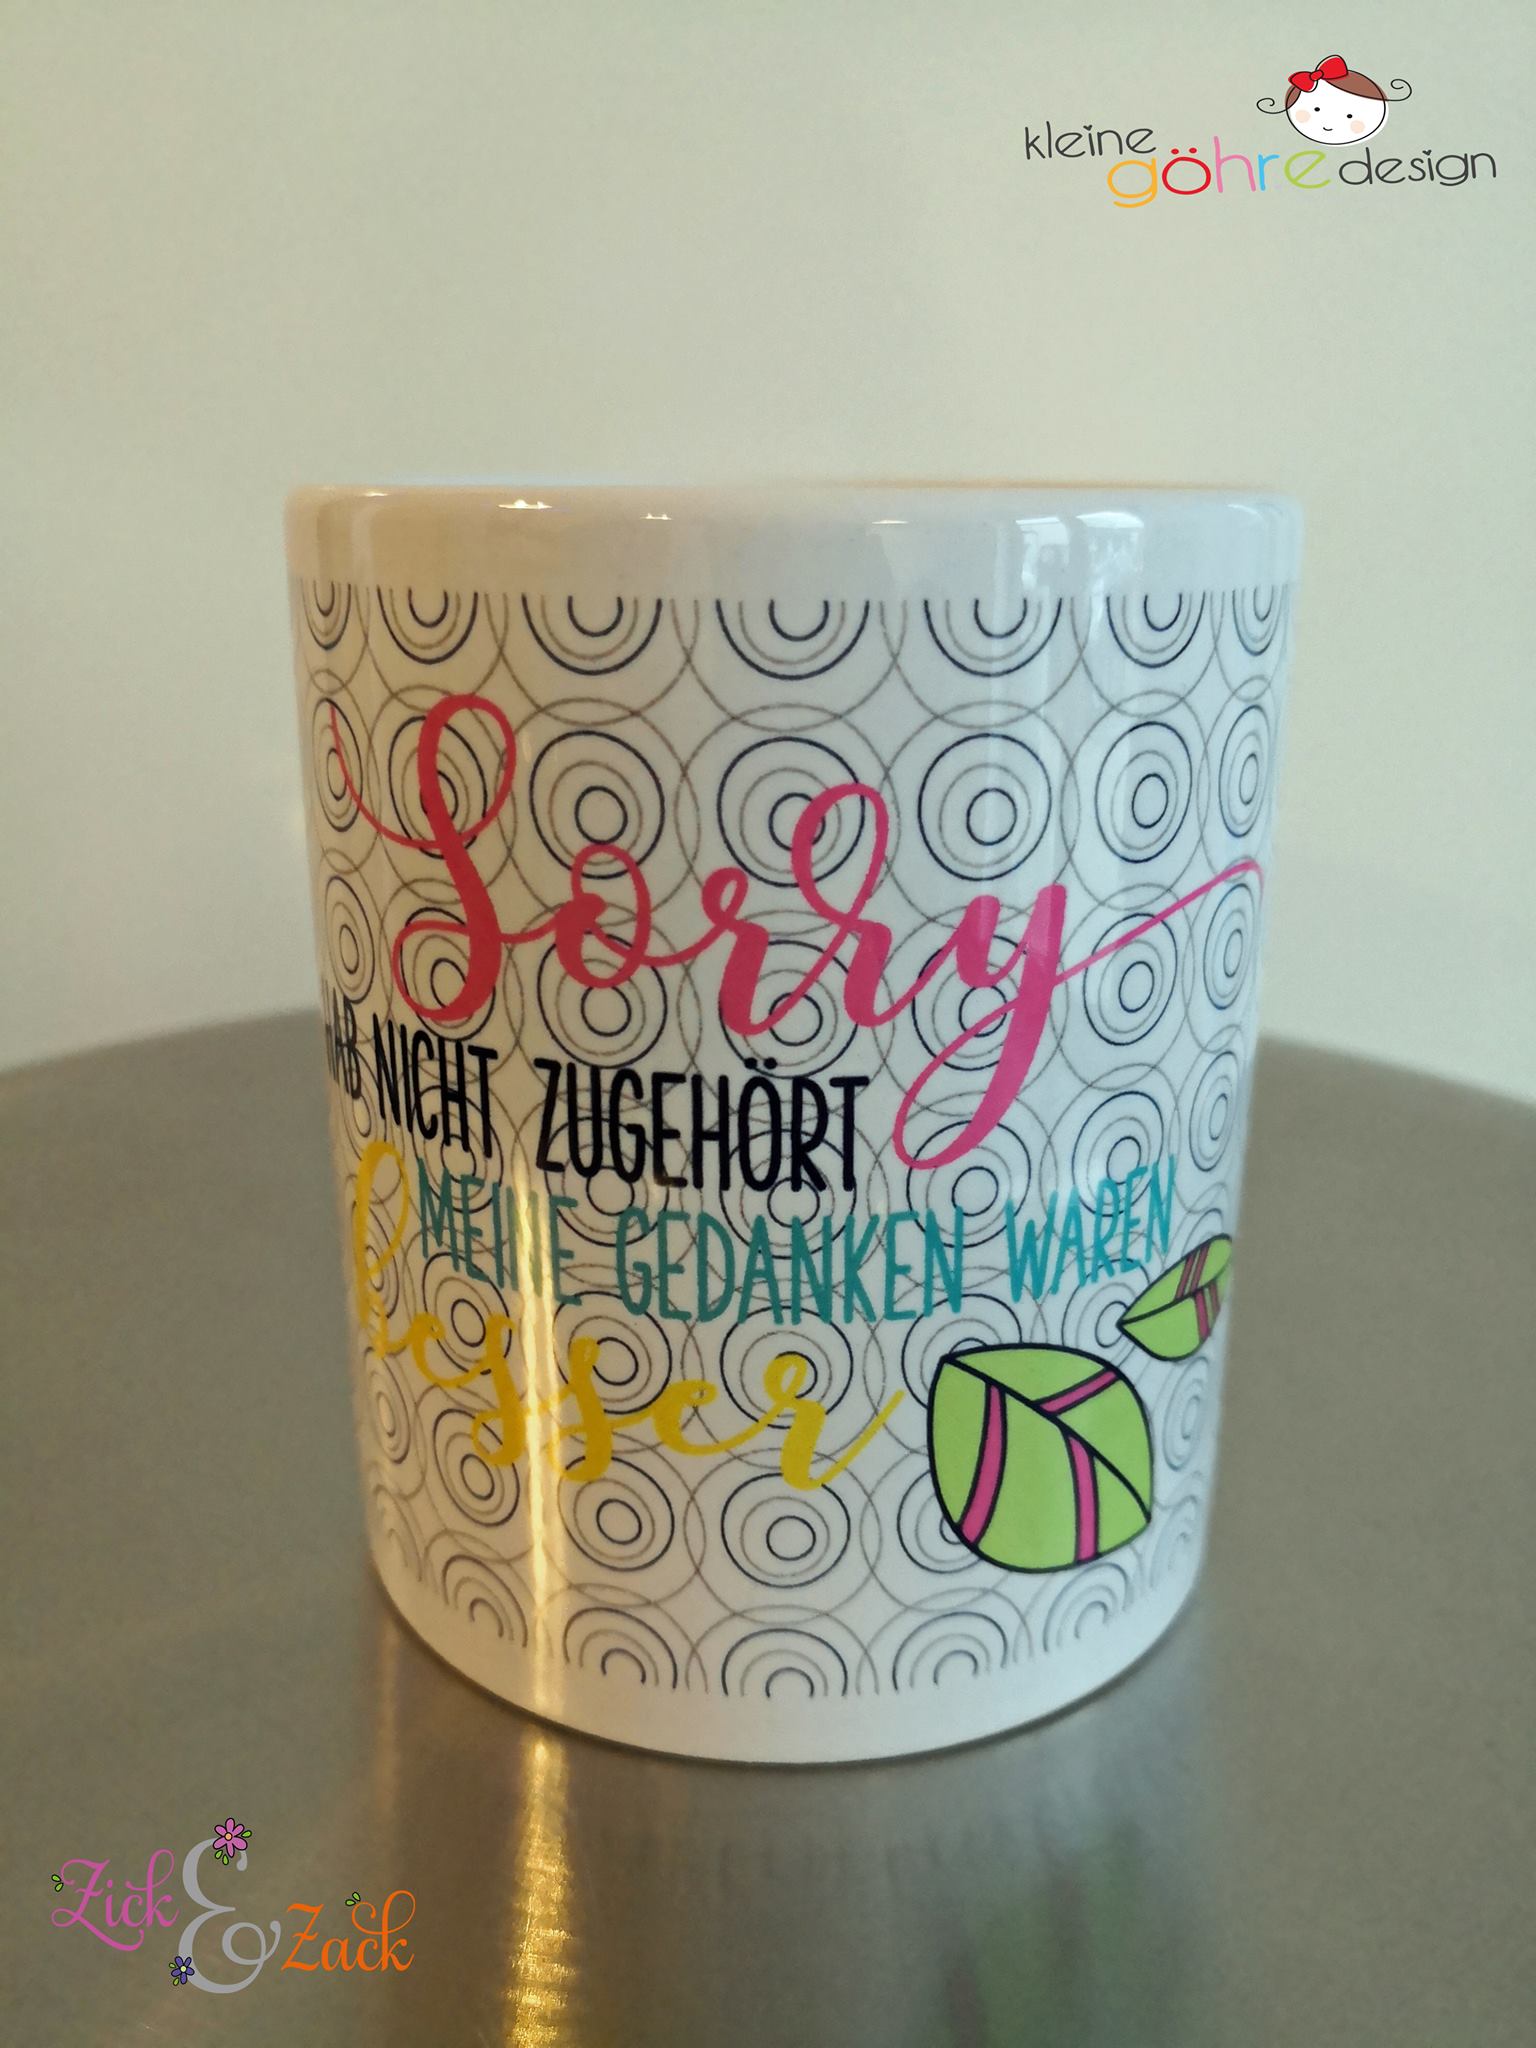 kleine
göhre design
Sorry
HAB NICHT ZUGEHÖRT
MEINE GEDANKEN WAREN
besser
Zick & Zack